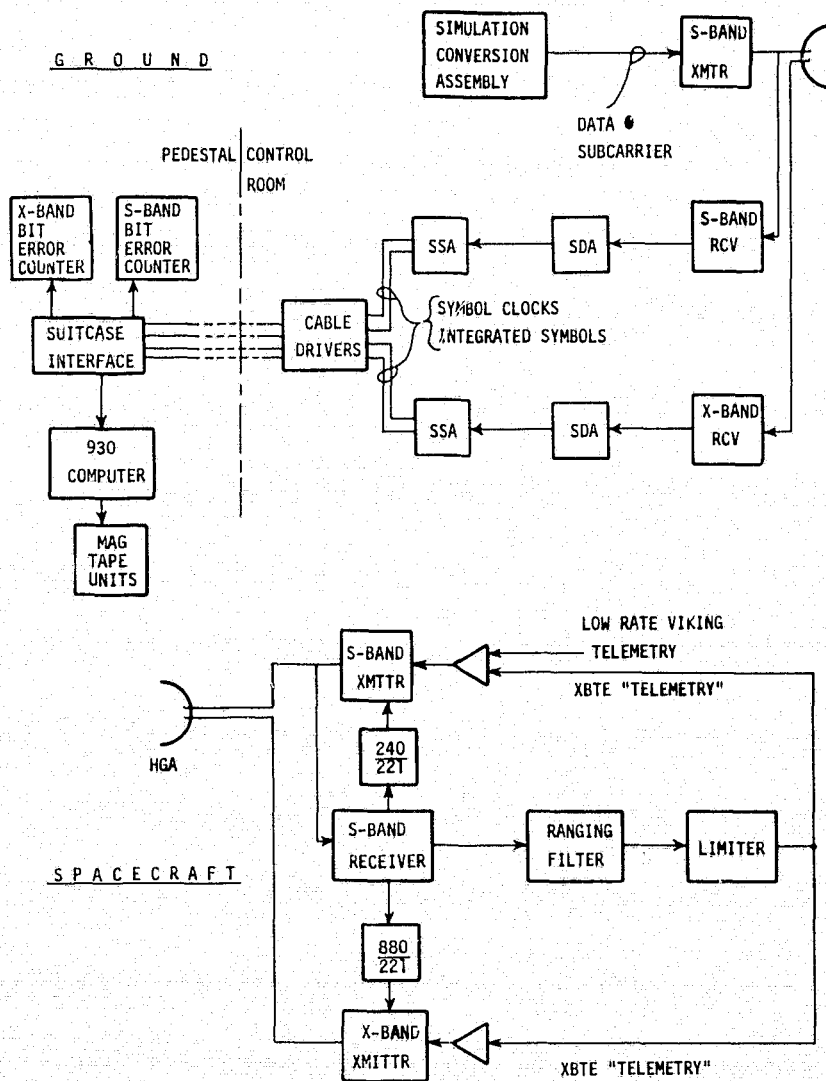 G R O U N D
SIMULATION
CONVERSION
ASSEMBLY
S-BAND
XMTR
DATA &
SUBCARRIER
PEDESTAL CONTROL
ROOM
X-BAND
BIT
ERROR
COUNTER
S-BAND
BIT
ERROR
COUNTER
SSA
SDA
S-BAND
RCV
SUITCASE
INTERFACE
CABLE
DRIVERS
SYMBOL CLOCKS
INTEGRATED SYMBOLS
SSA
SDA
X-BAND
RCV
930
COMPUTER
MAG
TAPE
UNITS
LOW RATE VIKING
TELEMETRY
S-BAND
XMTTR
XBTE "TELEMETRY"
HGA
240
221
S-BAND
RECEIVER
RANGING
FILTER
LIMITER
S P A C E C R A F T
880
221
X-BAND
XMITTR
XBTE "TELEMETRY"